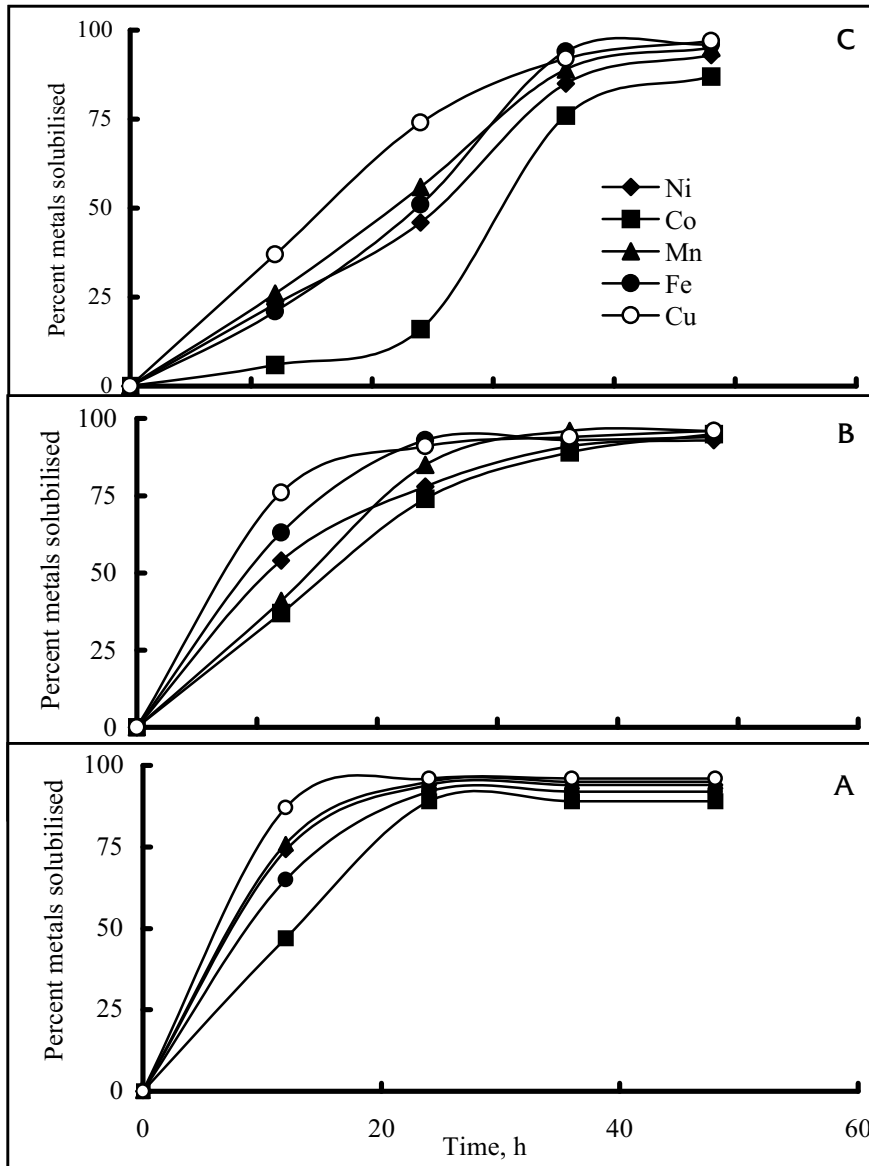 C
100
75
50
25
0
Percent metals solubilised
Ni
Co
Mn
Fe
Cu
B
100
75
50
25
0
Percent metals solubilised
A
100
75
50
25
0
Percent metals solubilised
0 20 40 60
Time, h